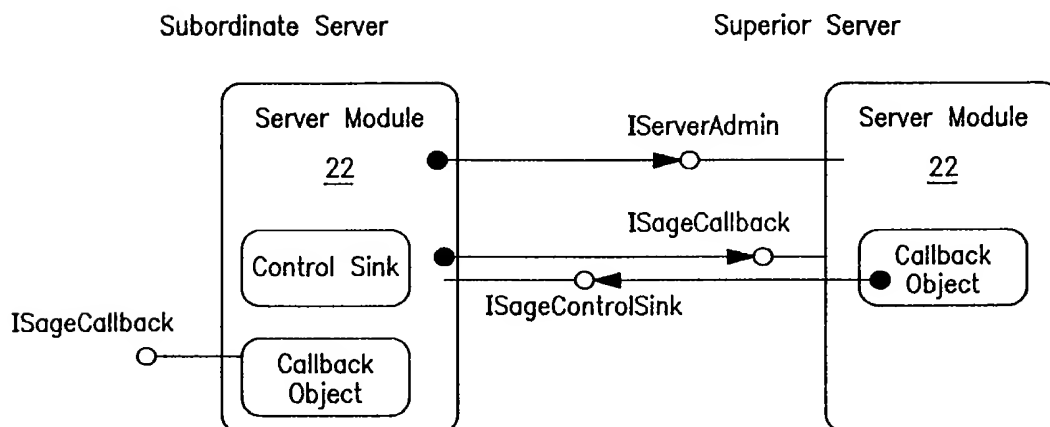 Subordinate Server
Superior Server
Server Module
22
IServerAdmin
Server Module
22
ISageCallback
Control Sink
Callback
Object
ISageControlSink
ISageCallback
Callback
Object